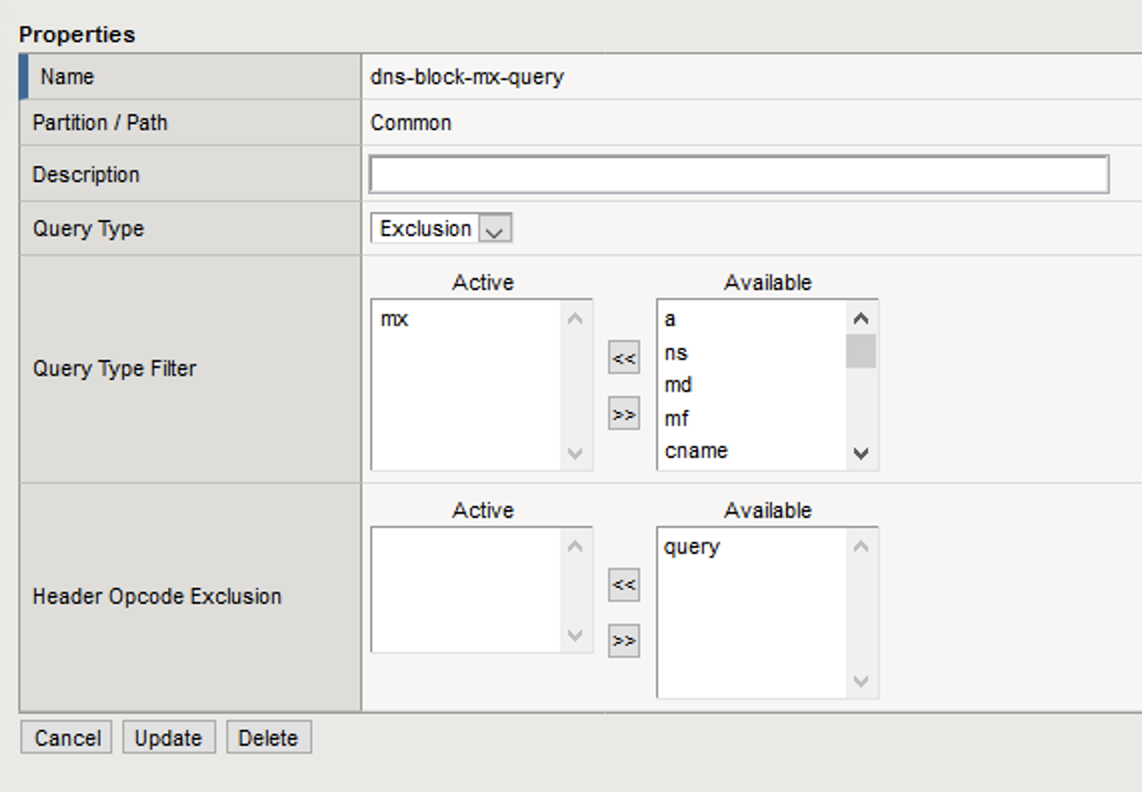 Properties
Name dns-block-mx-query
Partition / Path Common
Description
Query Type Exclusion
Active Available
Query Type Filter
mx a
ns
<<
md
>>
mf
cname
Active Available
Header Opcode Exclusion
query
<<
>>
Cancel Update Delete